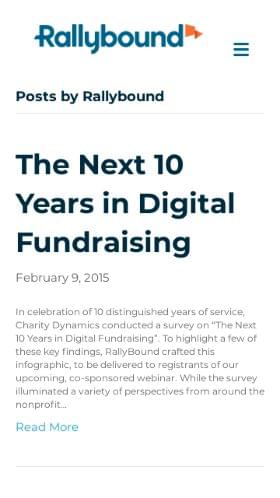 Rallybound
Posts by Rallybound
The Next 10
Years in Digital
Fundraising
February 9, 2015
In celebration of 10 distinguished years of service,
Charity Dynamics conducted a survey on “The Next
10 Years in Digital Fundraising”. To highlight a few of
these key findings, RallyBound crafted this
infographic, to be delivered to registrants of our
upcoming, co-sponsored webinar. While the survey
illuminated a variety of perspectives from around the
nonprofit...
Read More